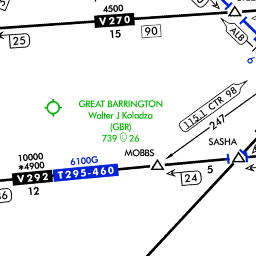 4500
V270
25
15
90
ALB
GREAT BARRINGTON
Walter J Koladza
(GBR)
739 26
115.1 CTR 98
247
SASHA
MOBBS
10000
*4900
6100G
V292
T295-460
12
24
5